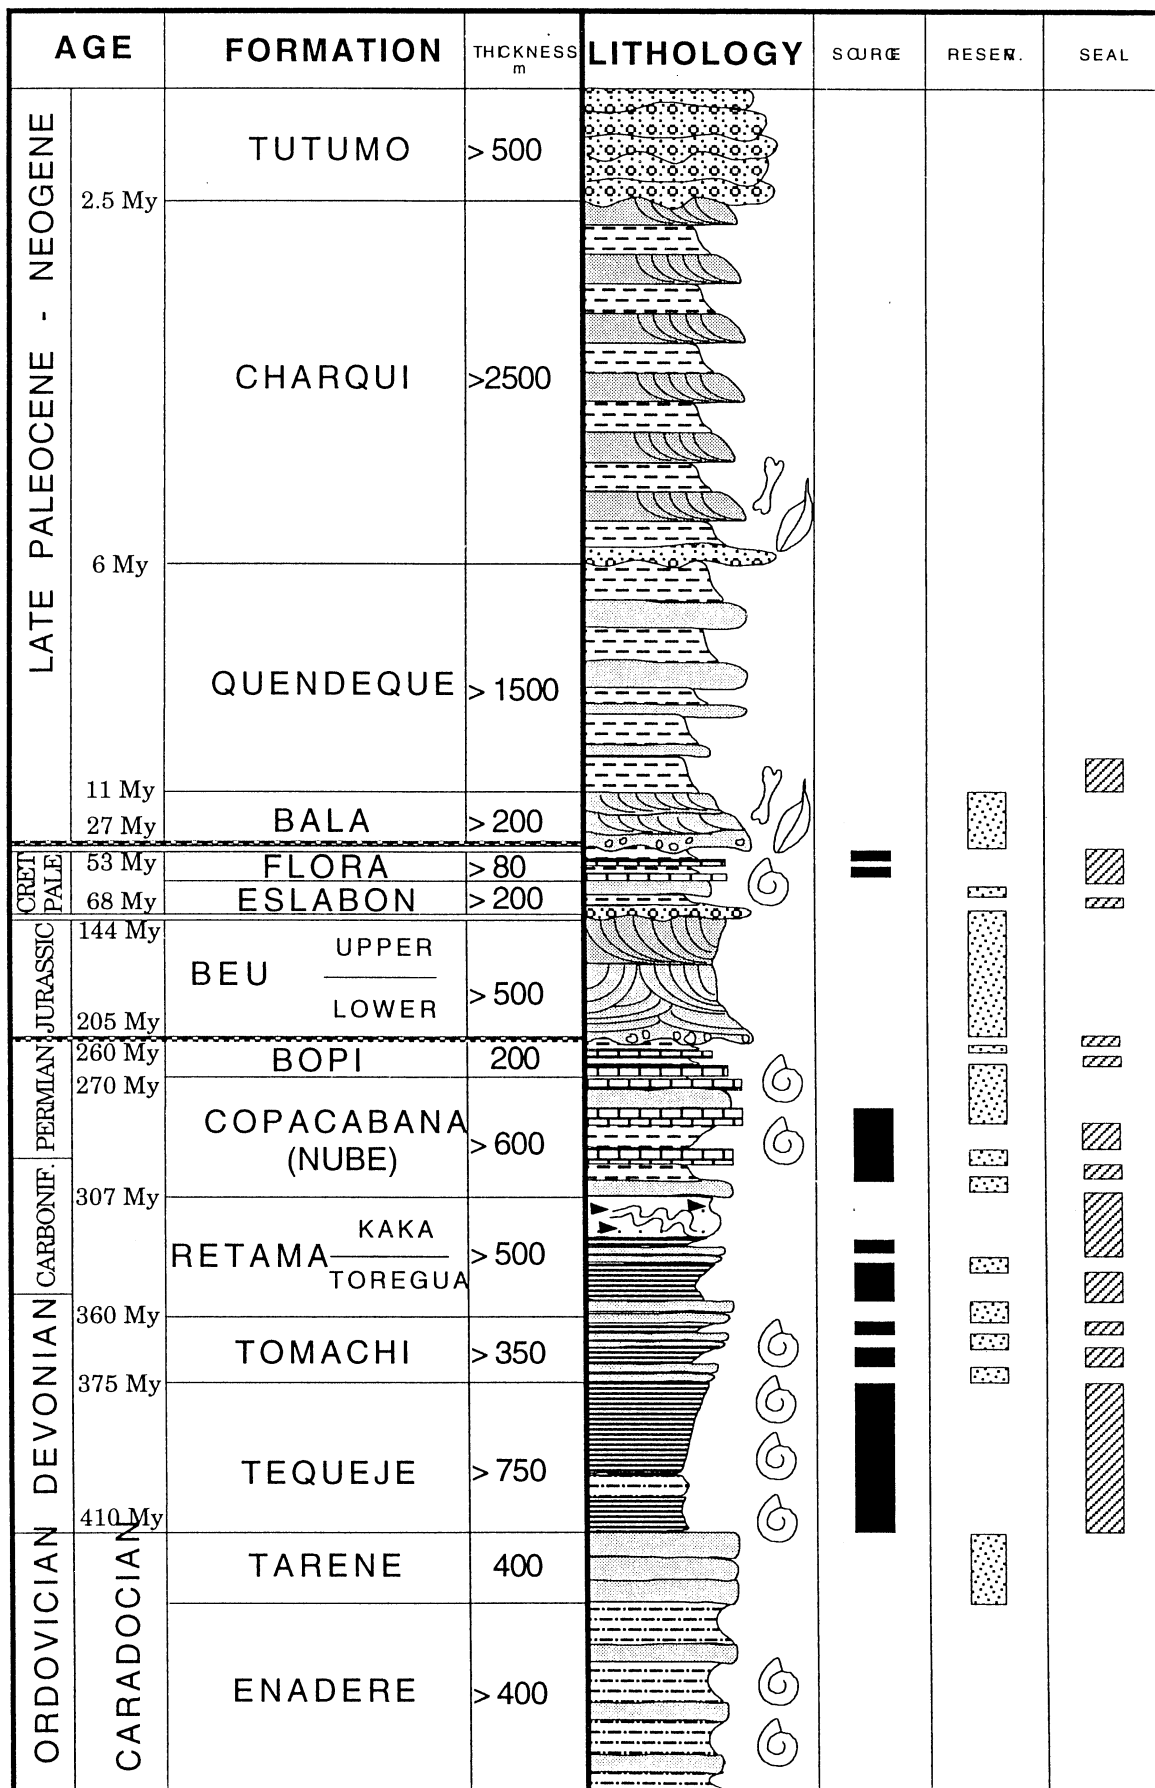 AGE FORMATION THICKNESS LITHOLOGY SOURCE RESERV. SEAL
m
LATE PALEOCENE - NEOGENE
TUTUMO >500
2.5 My
CHARQUI >2500
6 My
QUENDEQUE >1500
11 My
BALA >200
27 My
CRET
PALE
53 My FLORA >80
68 My ESLABON >200
JURASSIC
144 My
UPPER
BEU >500
LOWER
205 My
PERMIAN
260 My BOPI 200
270 My
COPACABANA >600
(NUBE)
CARBONIF.
307 My
KAKA
RETAMA >500
TOREGUA
DEVONIAN
360 My
TOMACHI >350
375 My
TEQUEJE >750
410 My
ORDOVICIAN
CARADOCIAN
TARENE 400
ENADERE >400